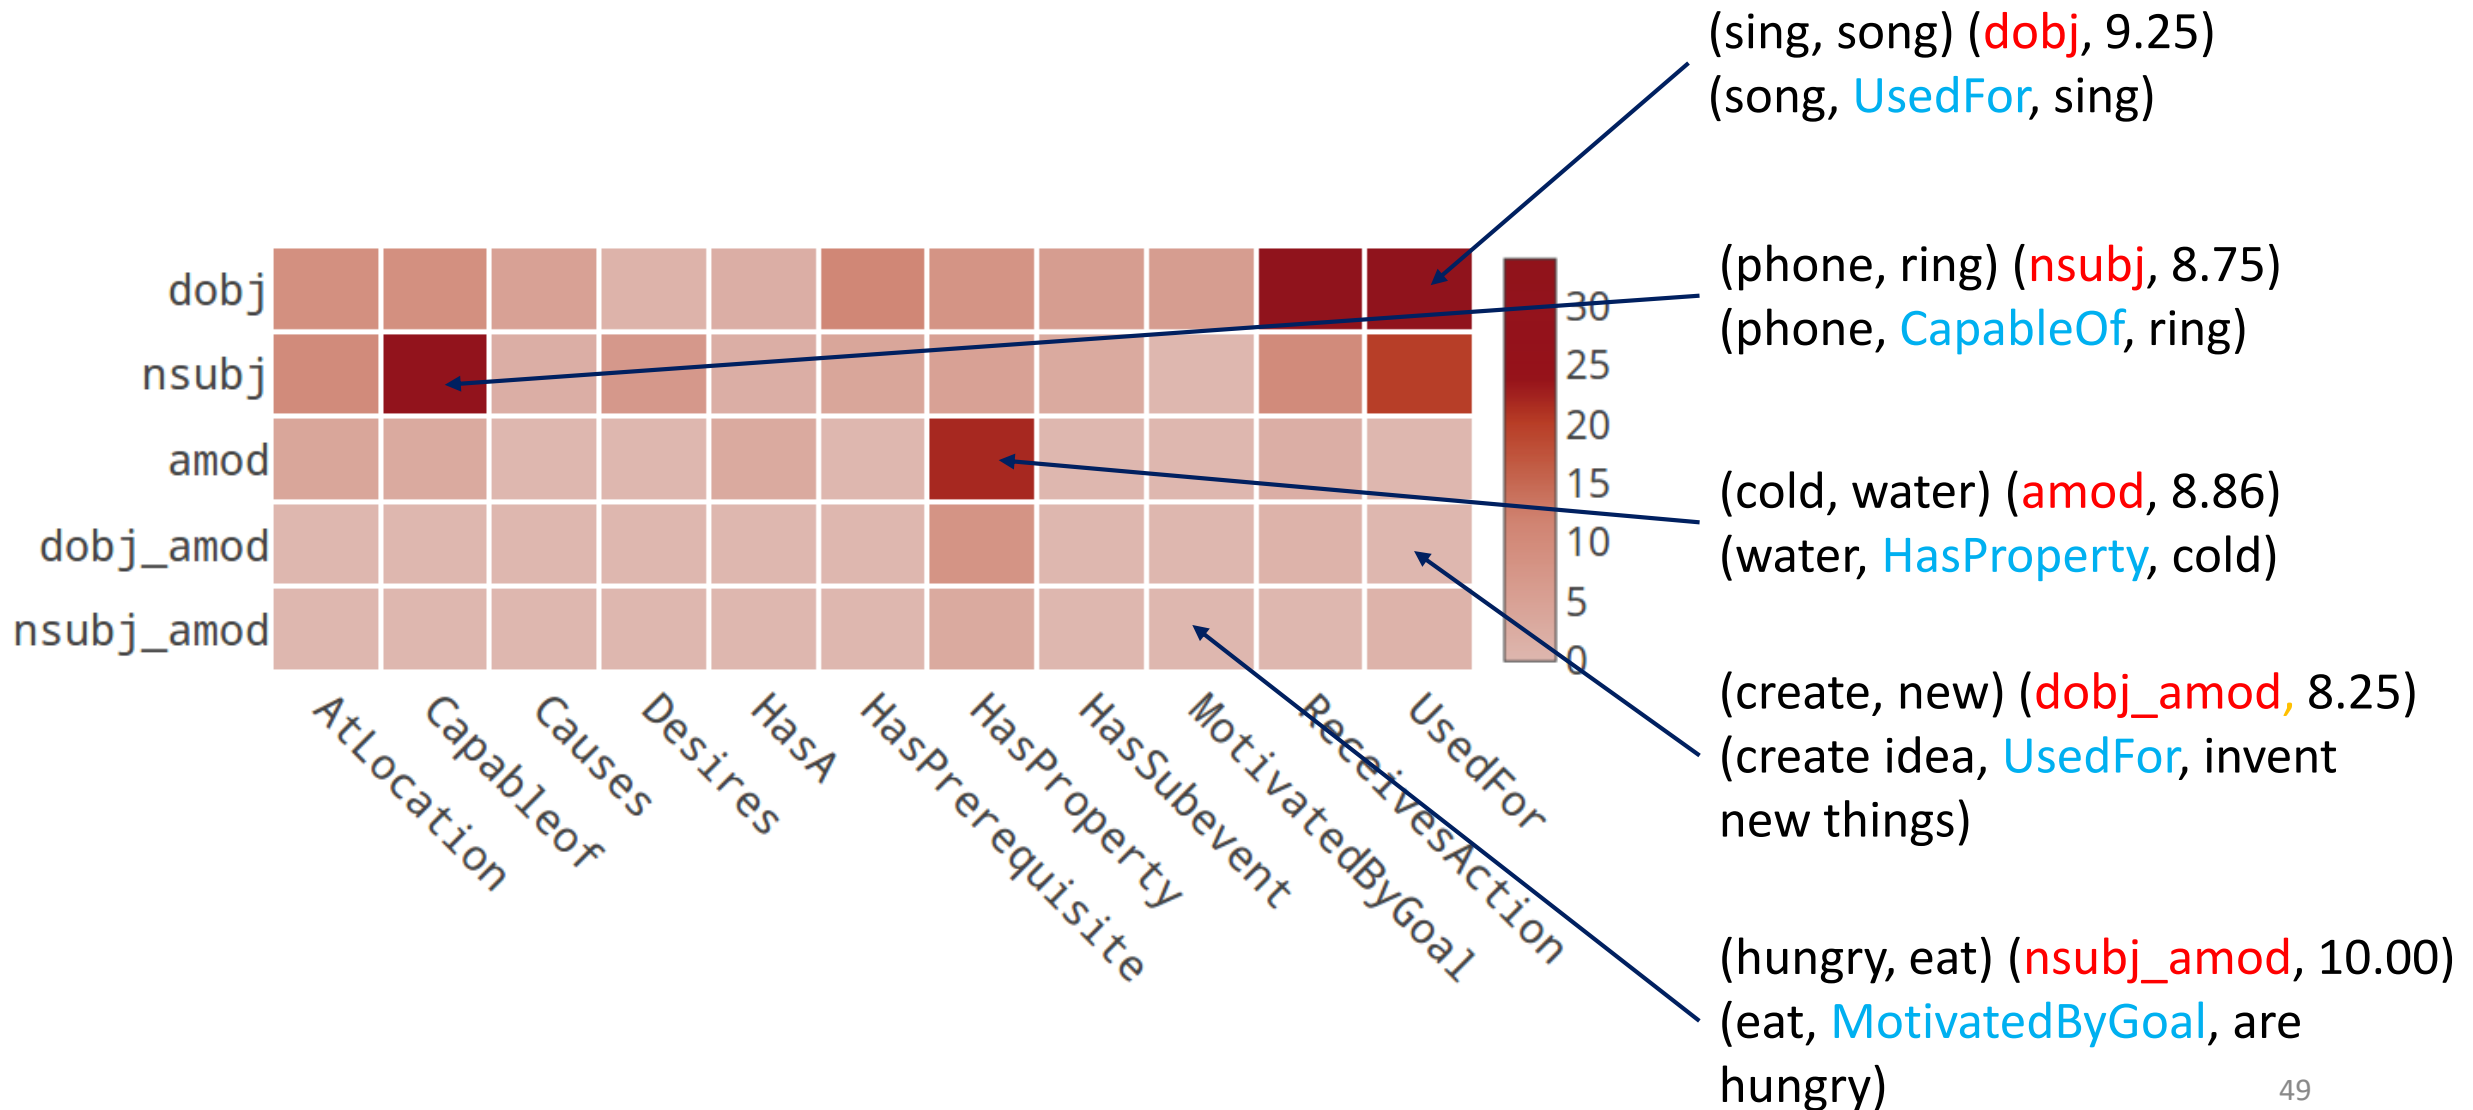 (sing, song) (dobj, 9.25)
(song, UsedFor, sing)
(phone, ring) (nsubj, 8.75)
(phone, CapableOf, ring)
(cold, water) (amod, 8.86)
(water, HasProperty, cold)
(create, new) (dobj_amod, 8.25)
(create idea, UsedFor, invent
new things)
(hungry, eat) (nsubj_amod, 10.00)
(eat, MotivatedByGoal, are
hungry)
dobj
nsubj
amod
dobj_amod
nsubj_amod
AtLocation
Capableof
Causes
Desires
HasA
HasPrerequisite
HasProperty
HasSubevent
MotivatedByGoal
ReceivesAction
UsedFor
30
25
20
15
10
5
0
49